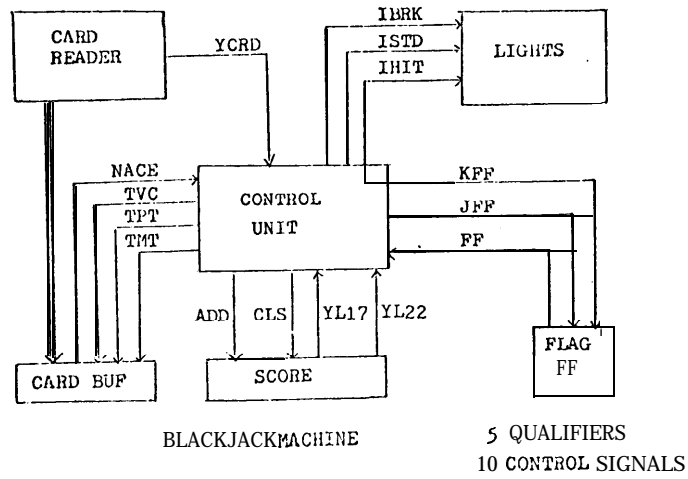 CARD
READER
YCRD
IBRK
ISTD
IHIT
LIGHTS
NACE
TVC
TPT
TMT
CONTROL
UNIT
KFF
JFF
FF
ADD
CLS
YL17
YL22
CARD BUF
SCORE
FLAG
FF
BLACKJACKMACHINE
5 QUALIFIERS
10 CONTROL SIGNALS